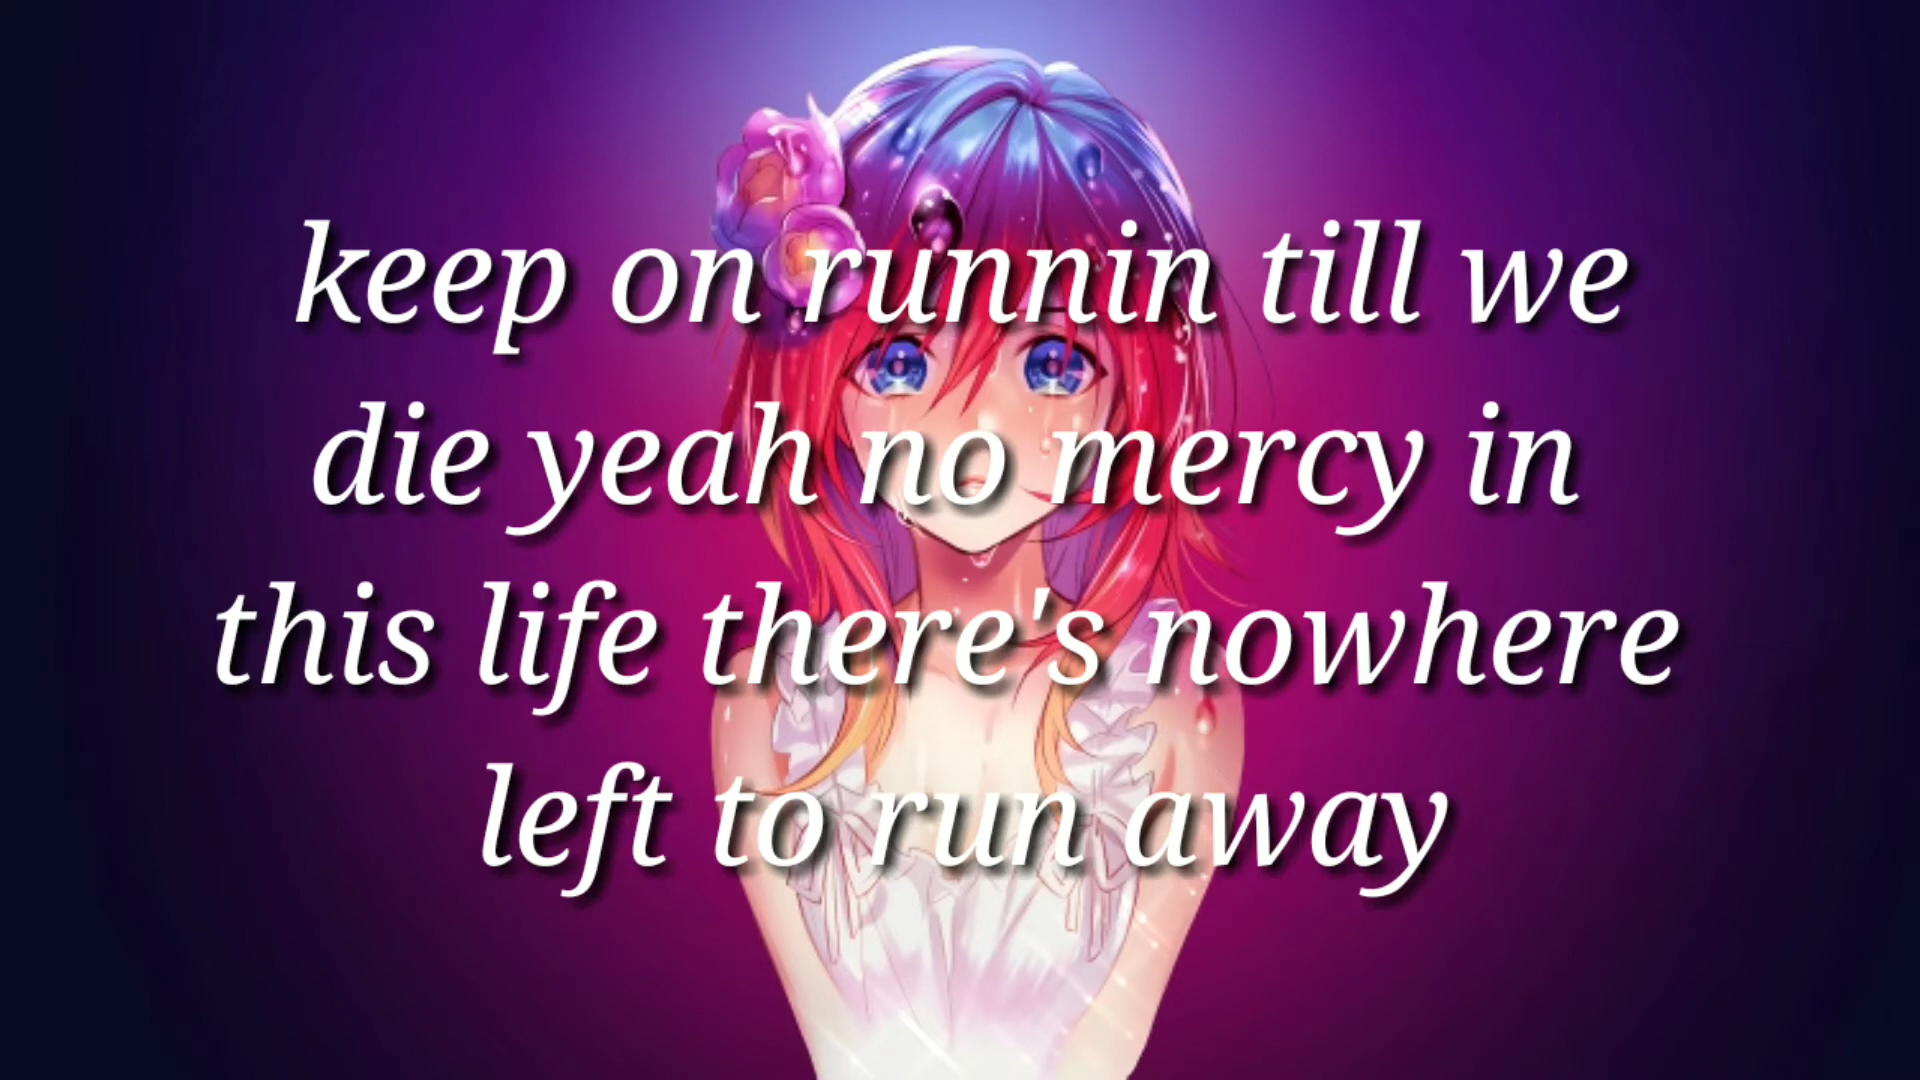 keep on runnin till we
die yeah no mercy in
this life there's nowhere
left to run away